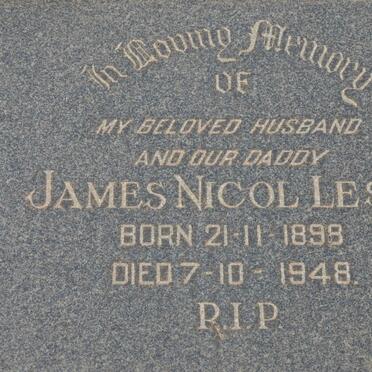 In Loving Memory
OF
MY BELOVED HUSBAND
AND OUR DADDY
JAMES NICOL
BORN 21-11-1898
DIED 7-10-1948.
R.I.P.